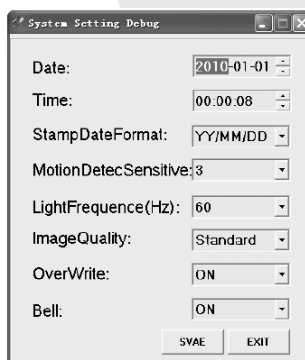 System Setting Debug
Date: 2010-01-01
Time: 00:00:08
StampDateFormat: YY/MM/DD
MotionDetecSensitive: 3
LightFrequence(Hz): 60
ImageQuality: Standard
OverWrite: ON
Bell: ON
SVAE EXIT